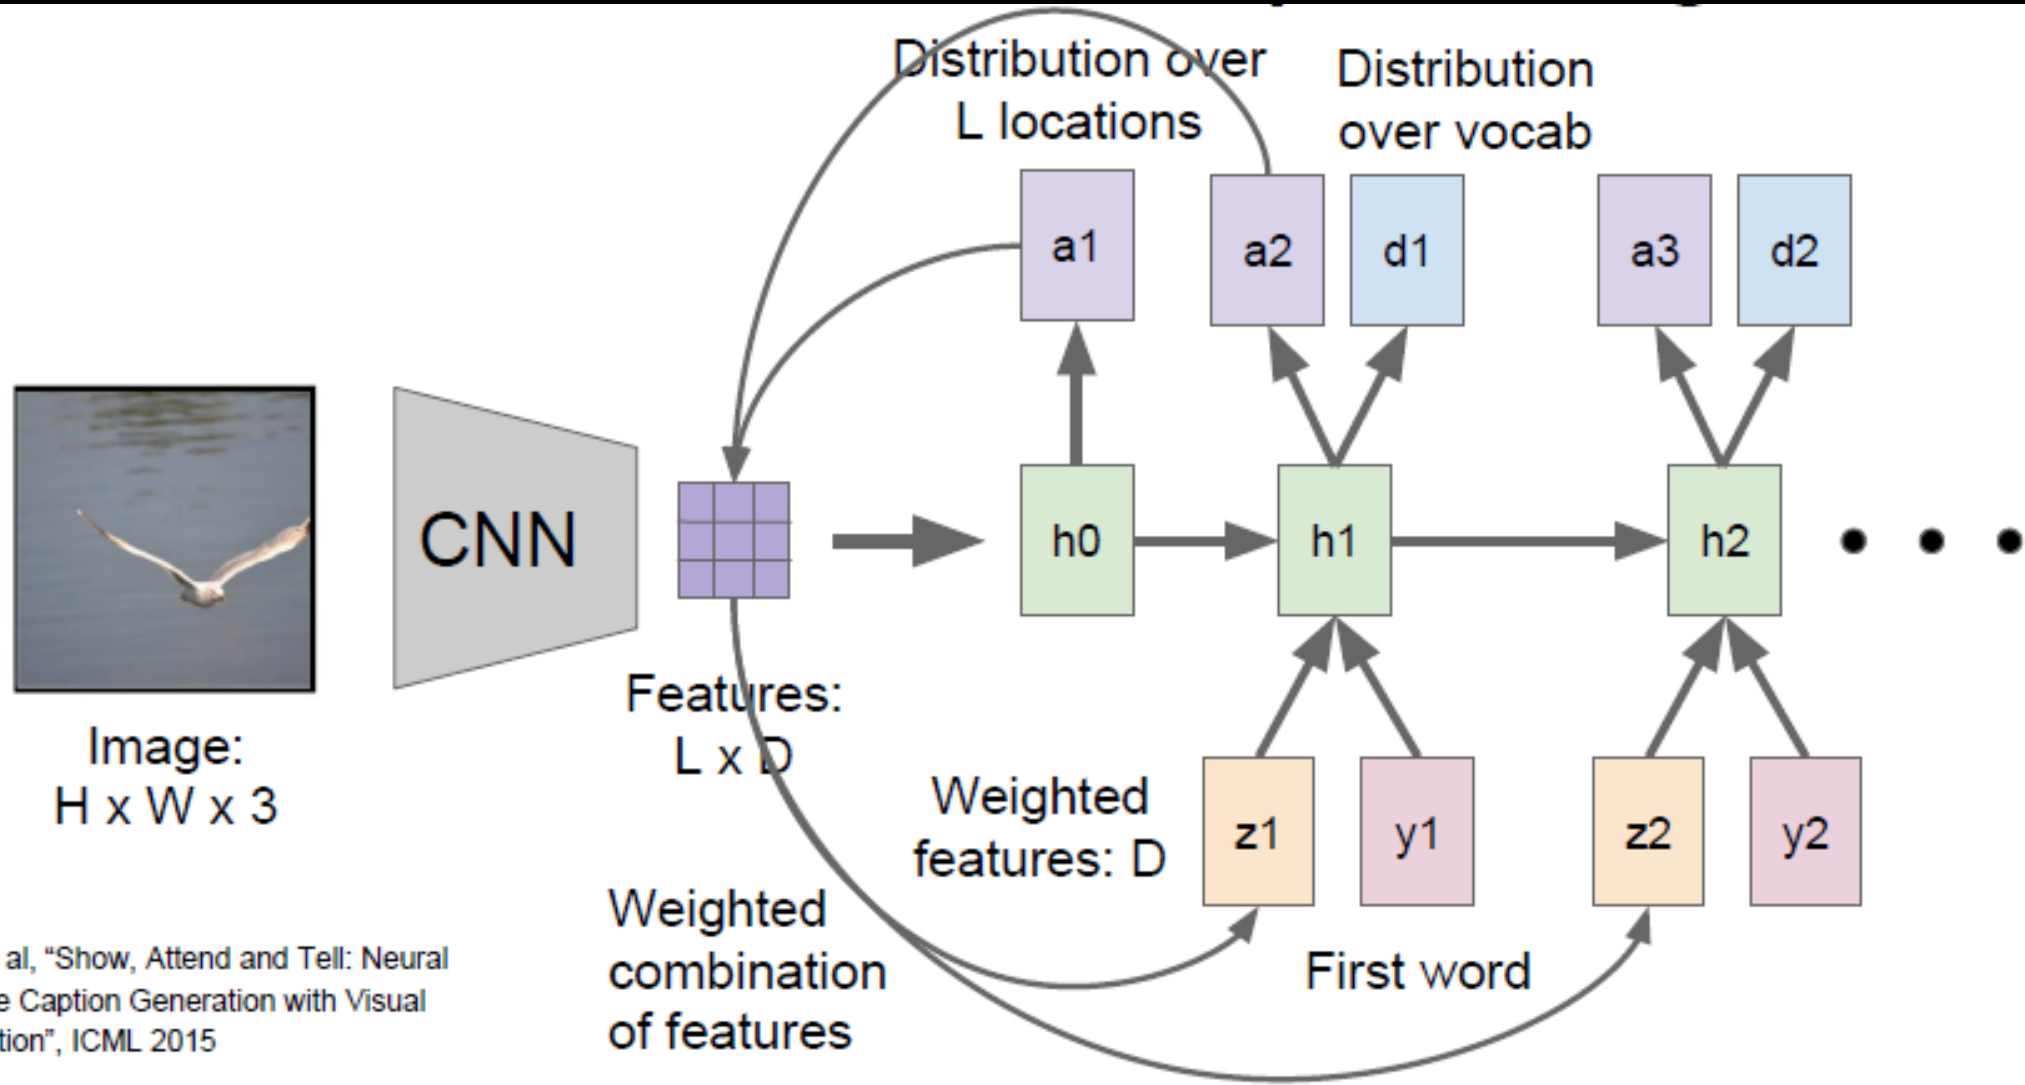 Distribution over
L locations
Distribution
over vocab
a1
a2
d1
a3
d2
CNN
h0
h1
h2
Image:
H x W x 3
Features:
L x D
Weighted
features: D
z1
y1
z2
y2
Weighted
combination
of features
First word
al, “Show, Attend and Tell: Neural
Caption Generation with Visual
ICML 2015